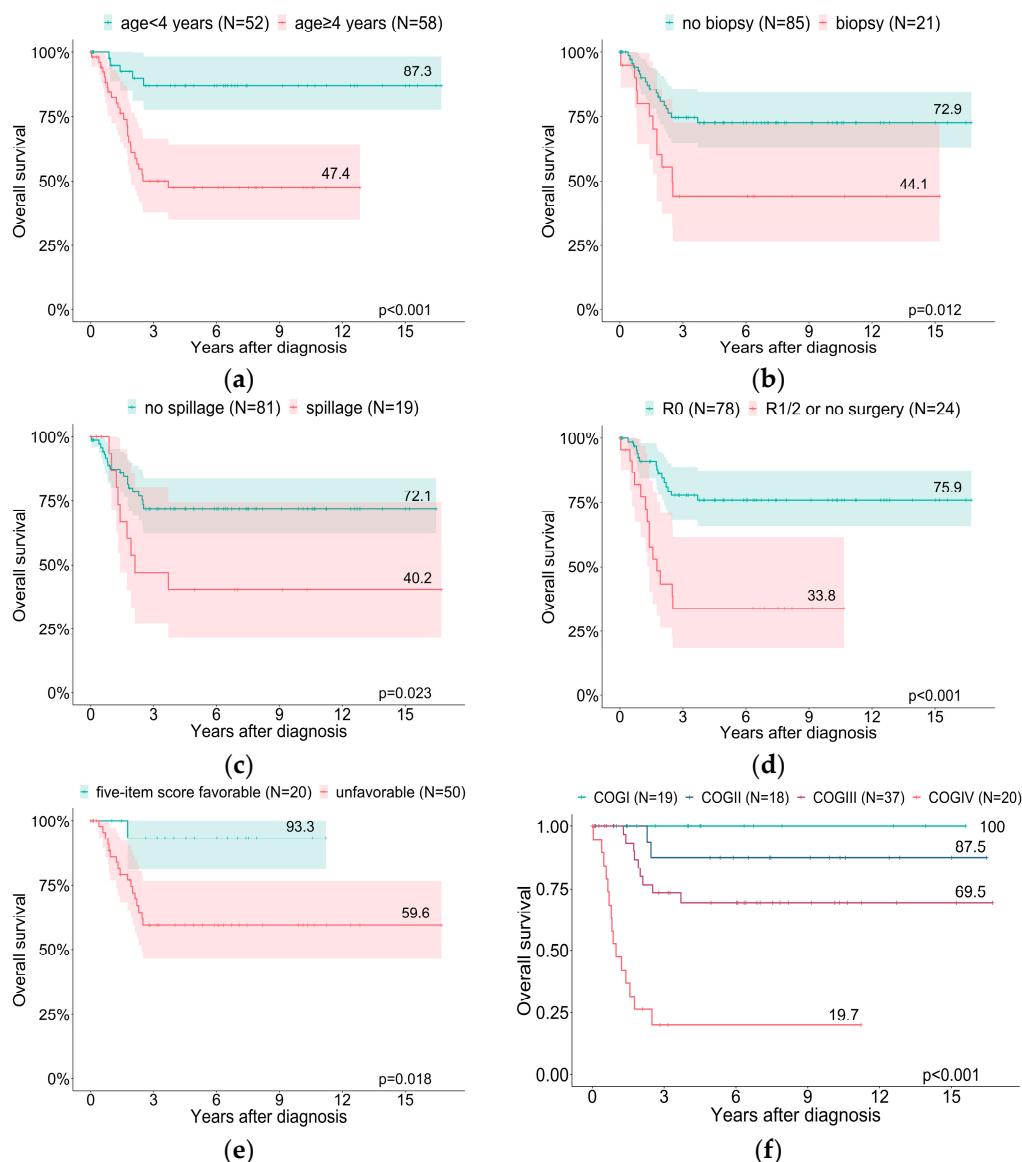 age<4 years (N=52) age≥4 years (N=58)
100%
75%
50%
25%
0%
Overall survival
87.3
47.4
p<0.001
0 3 6 9 12 15
Years after diagnosis
(a)
no biopsy (N=85) biopsy (N=21)
100%
75%
50%
25%
0%
Overall survival
72.9
44.1
p=0.012
0 3 6 9 12 15
Years after diagnosis
(b)
no spillage (N=81) spillage (N=19)
100%
75%
50%
25%
0%
Overall survival
72.1
40.2
p=0.023
0 3 6 9 12 15
Years after diagnosis
(c)
R0 (N=78) R1/2 or no surgery (N=24)
100%
75%
50%
25%
0%
Overall survival
75.9
33.8
p<0.001
0 3 6 9 12 15
Years after diagnosis
(d)
five-item score favorable (N=20) unfavorable (N=50)
100%
75%
50%
25%
0%
Overall survival
93.3
59.6
p=0.018
0 3 6 9 12 15
Years after diagnosis
(e)
COGI (N=19) COGII (N=18) COGIII (N=37) COGIV (N=20)
1.00
0.75
0.50
0.25
0.00
Overall survival
100
87.5
69.5
19.7
p<0.001
0 3 6 9 12 15
Years after diagnosis
(f)